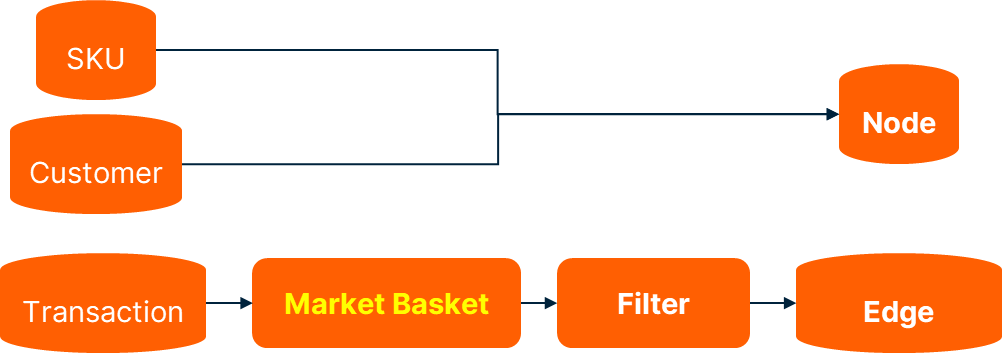 SKU
Node
Customer
Transaction
Market Basket
Filter
Edge